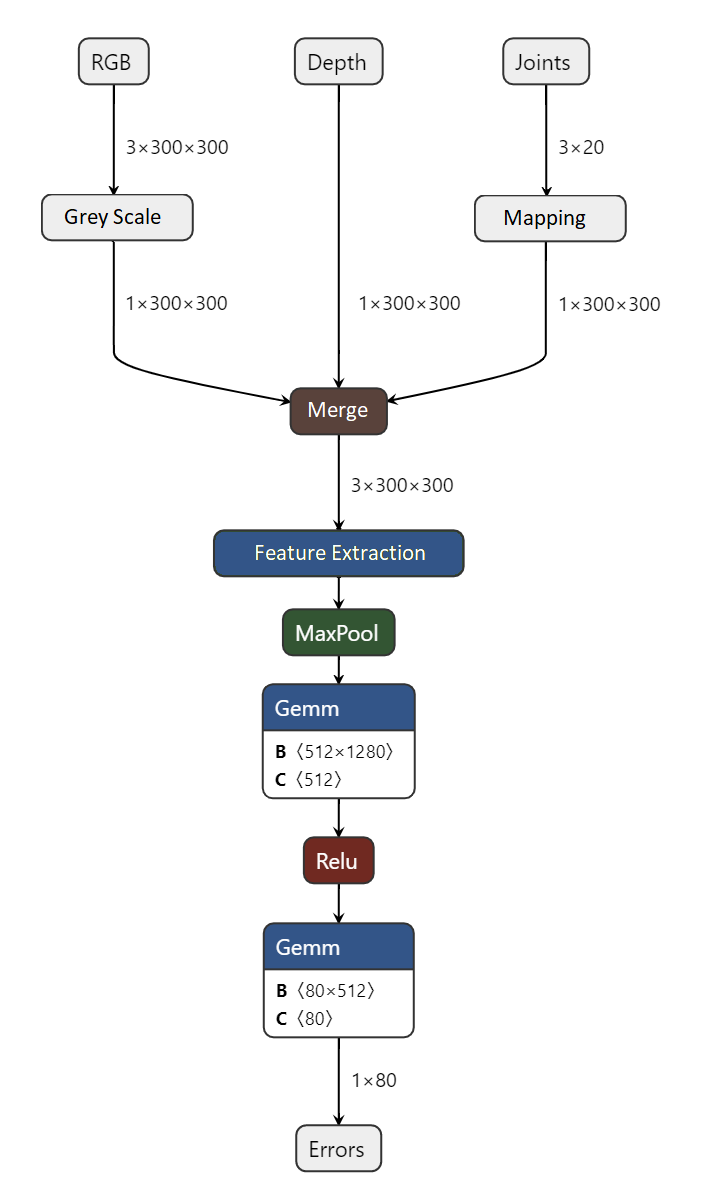 RGB
Depth
Joints
3×300×300
3×20
Grey Scale
Mapping
1×300×300
1×300×300
1×300×300
Merge
3×300×300
Feature Extraction
MaxPool
Gemm
B 〈512×1280〉
C 〈512〉
Relu
Gemm
B 〈80×512〉
C 〈80〉
1×80
Errors